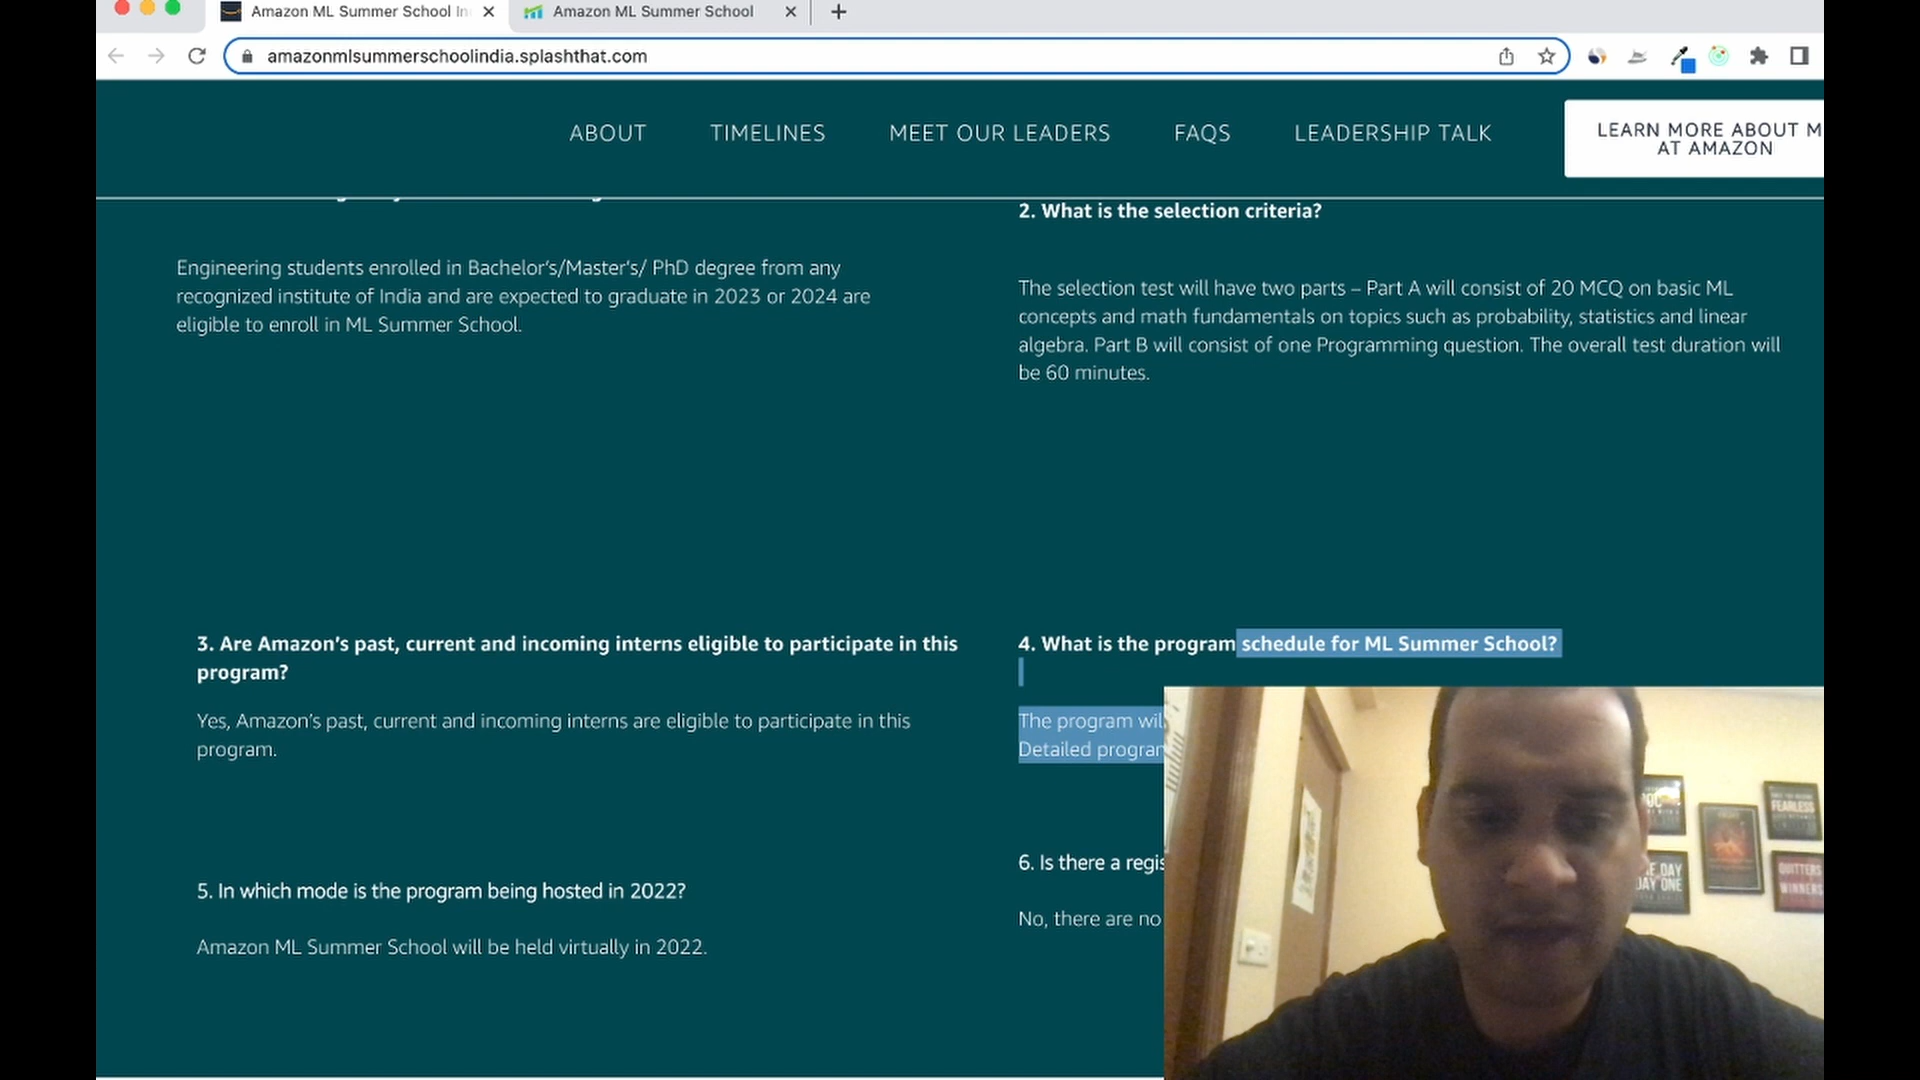 Amazon ML Summer School In
Amazon ML Summer School
amazonmlsummerschoolindia.splashthat.com
ABOUT
TIMELINES
MEET OUR LEADERS
FAQS
LEADERSHIP TALK
LEARN MORE ABOUT M
AT AMAZON
Engineering students enrolled in Bachelor's/Master's/ PhD degree from any
recognized institute of India and are expected to graduate in 2023 or 2024 are
eligible to enroll in ML Summer School.
2. What is the selection criteria?
The selection test will have two parts – Part A will consist of 20 MCQ on basic ML
concepts and math fundamentals on topics such as probability, statistics and linear
algebra. Part B will consist of one Programming question. The overall test duration will
be 60 minutes.
3. Are Amazon's past, current and incoming interns eligible to participate in this
program?
Yes, Amazon's past, current and incoming interns are eligible to participate in this
program.
4. What is the program schedule for ML Summer School?
The program wil
Detailed program
5. In which mode is the program being hosted in 2022?
Amazon ML Summer School will be held virtually in 2022.
6. Is there a regis
No, there are no
FEARLESS
DAY
DAY ONE
QUITTERS
WINNERS